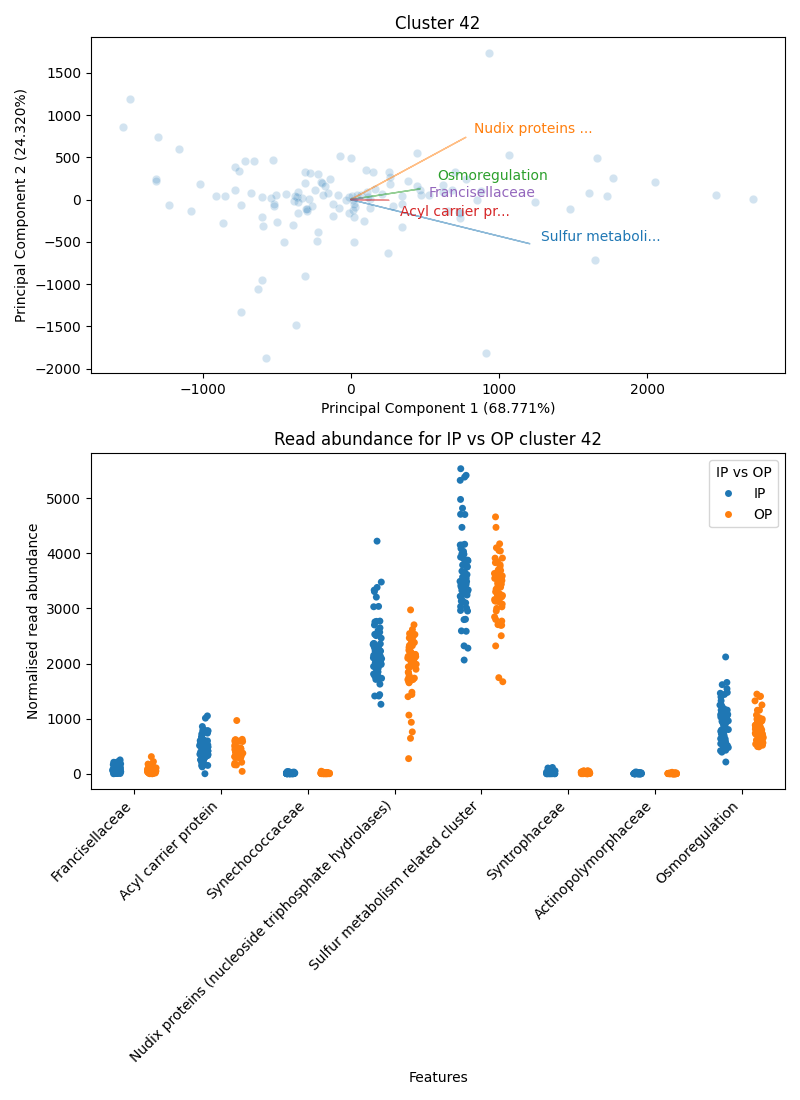 Cluster 42
Principal Component 2 (24.320%)
1500
1000
500
0
−500
−1000
−1500
−2000
Nudix proteins ...
Osmoregulation
Francisellaceae
Acyl carrier pr...
Sulfur metaboli...
−1000
0
1000
2000
Principal Component 1 (68.771%)
Read abundance for IP vs OP cluster 42
Normalised read abundance
5000
4000
3000
2000
1000
0
IP vs OP
IP
OP
Francisellaceae
Acyl carrier protein
Synechococcaceae
Nudix proteins (nucleoside triphosphate hydrolases)
Sulfur metabolism related cluster
Syntrophaceae
Actinopolymorphaceae
Osmoregulation
Features